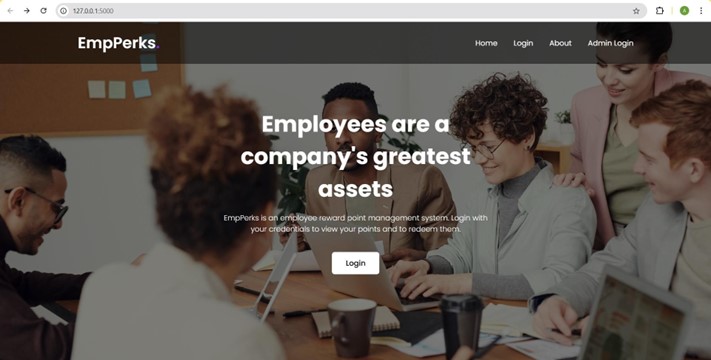 127.0.0.1:5000
EmpPerks.
Home Login About Admin Login
Employees are a
company's greatest
assets
EmpPerks is an employee reward point management system. Login with
your credentials to view your points and to redeem them.
Login